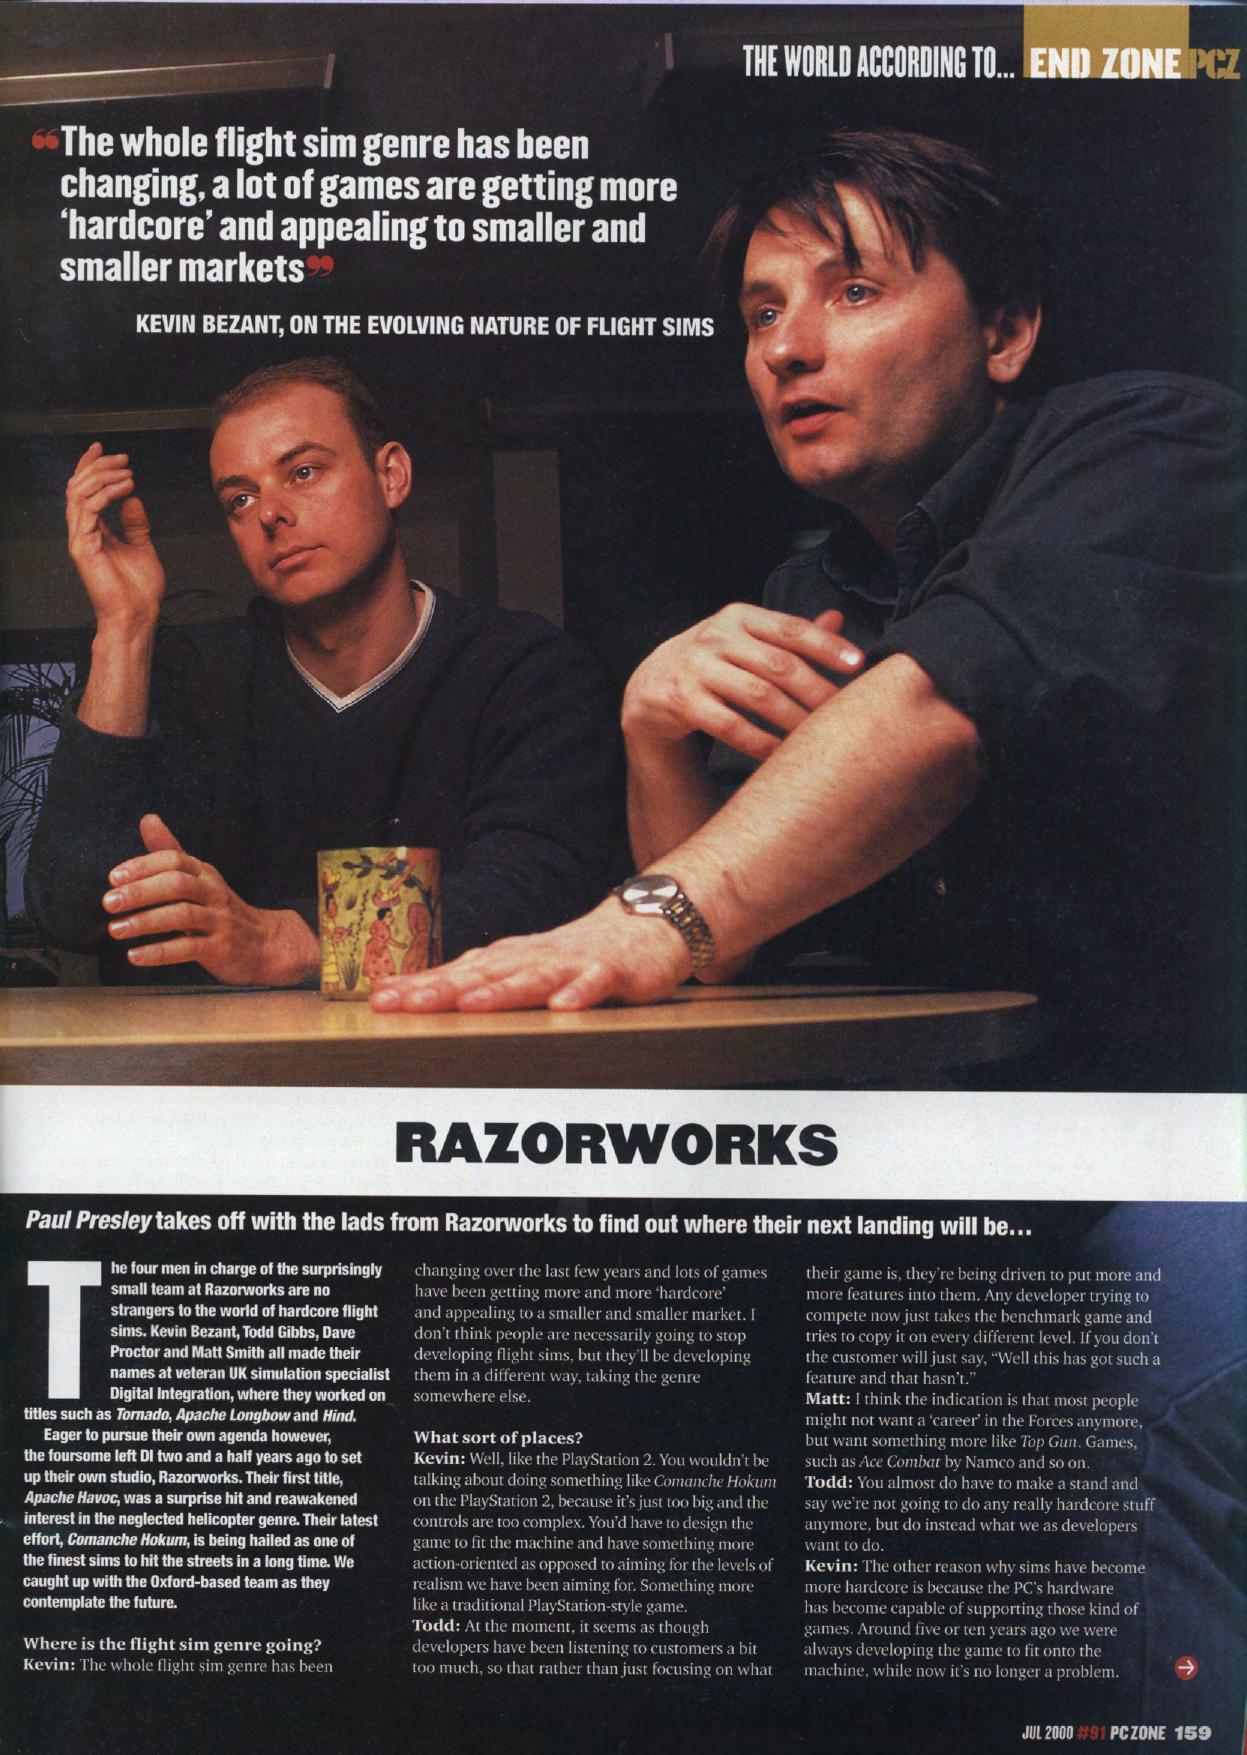 THE WORLD ACCORDING TO... END ZONE PCZ
“The whole flight sim genre has been
changing, a lot of games are getting more
‘hardcore’ and appealing to smaller and
smaller markets”
KEVIN BEZANT, ON THE EVOLVING NATURE OF FLIGHT SIMS
RAZORWORKS
Paul Presley takes off with the lads from Razorworks to find out where their next landing will be...
The four men in charge of the surprisingly
small team at Razorworks are no
strangers to the world of hardcore flight
sims. Kevin Bezant, Todd Gibbs, Dave
Proctor and Matt Smith all made their
names at veteran UK simulation specialist
Digital Integration, where they worked on
titles such as Tornado, Apache Longbow and Hind.
Eager to pursue their own agenda however,
the foursome left DI two and a half years ago to set
up their own studio, Razorworks. Their first title,
Apache Havoc, was a surprise hit and reawakened
interest in the neglected helicopter genre. Their latest
effort, Comanche Hokum, is being hailed as one of
the finest sims to hit the streets in a long time. We
caught up with the Oxford-based team as they
contemplate the future.
Where is the flight sim genre going?
Kevin: The whole flight sim genre has been
changing over the last few years and lots of games
have been getting more and more ‘hardcore’
and appealing to a smaller and smaller market. I
don’t think people are necessarily going to stop
developing flight sims, but they’ll be developing
them in a different way, taking the genre
somewhere else.
What sort of places?
Kevin: Well, like the PlayStation 2. You wouldn’t be
talking about doing something like Comanche Hokum
on the PlayStation 2, because it’s just too big and the
controls are too complex. You’d have to design the
game to fit the machine and have something more
action-oriented as opposed to aiming for the levels of
realism we have been aiming for. Something more
like a traditional PlayStation-style game.
Todd: At the moment, it seems as though
developers have been listening to customers a bit
too much, so that rather than just focusing on what
their game is, they’re being driven to put more and
more features into them. Any developer trying to
compete now just takes the benchmark game and
tries to copy it on every different level. If you don’t
the customer will just say, “Well this has got such a
feature and that hasn’t.”
Matt: I think the indication is that most people
might not want a ‘career’ in the Forces anymore,
but want something more like Top Gun. Games,
such as Ace Combat by Namco and so on.
Todd: You almost do have to make a stand and
say we’re not going to do any really hardcore stuff
anymore, but do instead what we as developers
want to do.
Kevin: The other reason why sims have become
more hardcore is because the PC’s hardware
has become capable of supporting those kind of
games. Around five or ten years ago we were
always developing the game to fit onto the
machine, while now it’s no longer a problem.
JUL 2000 #91 PC ZONE 159